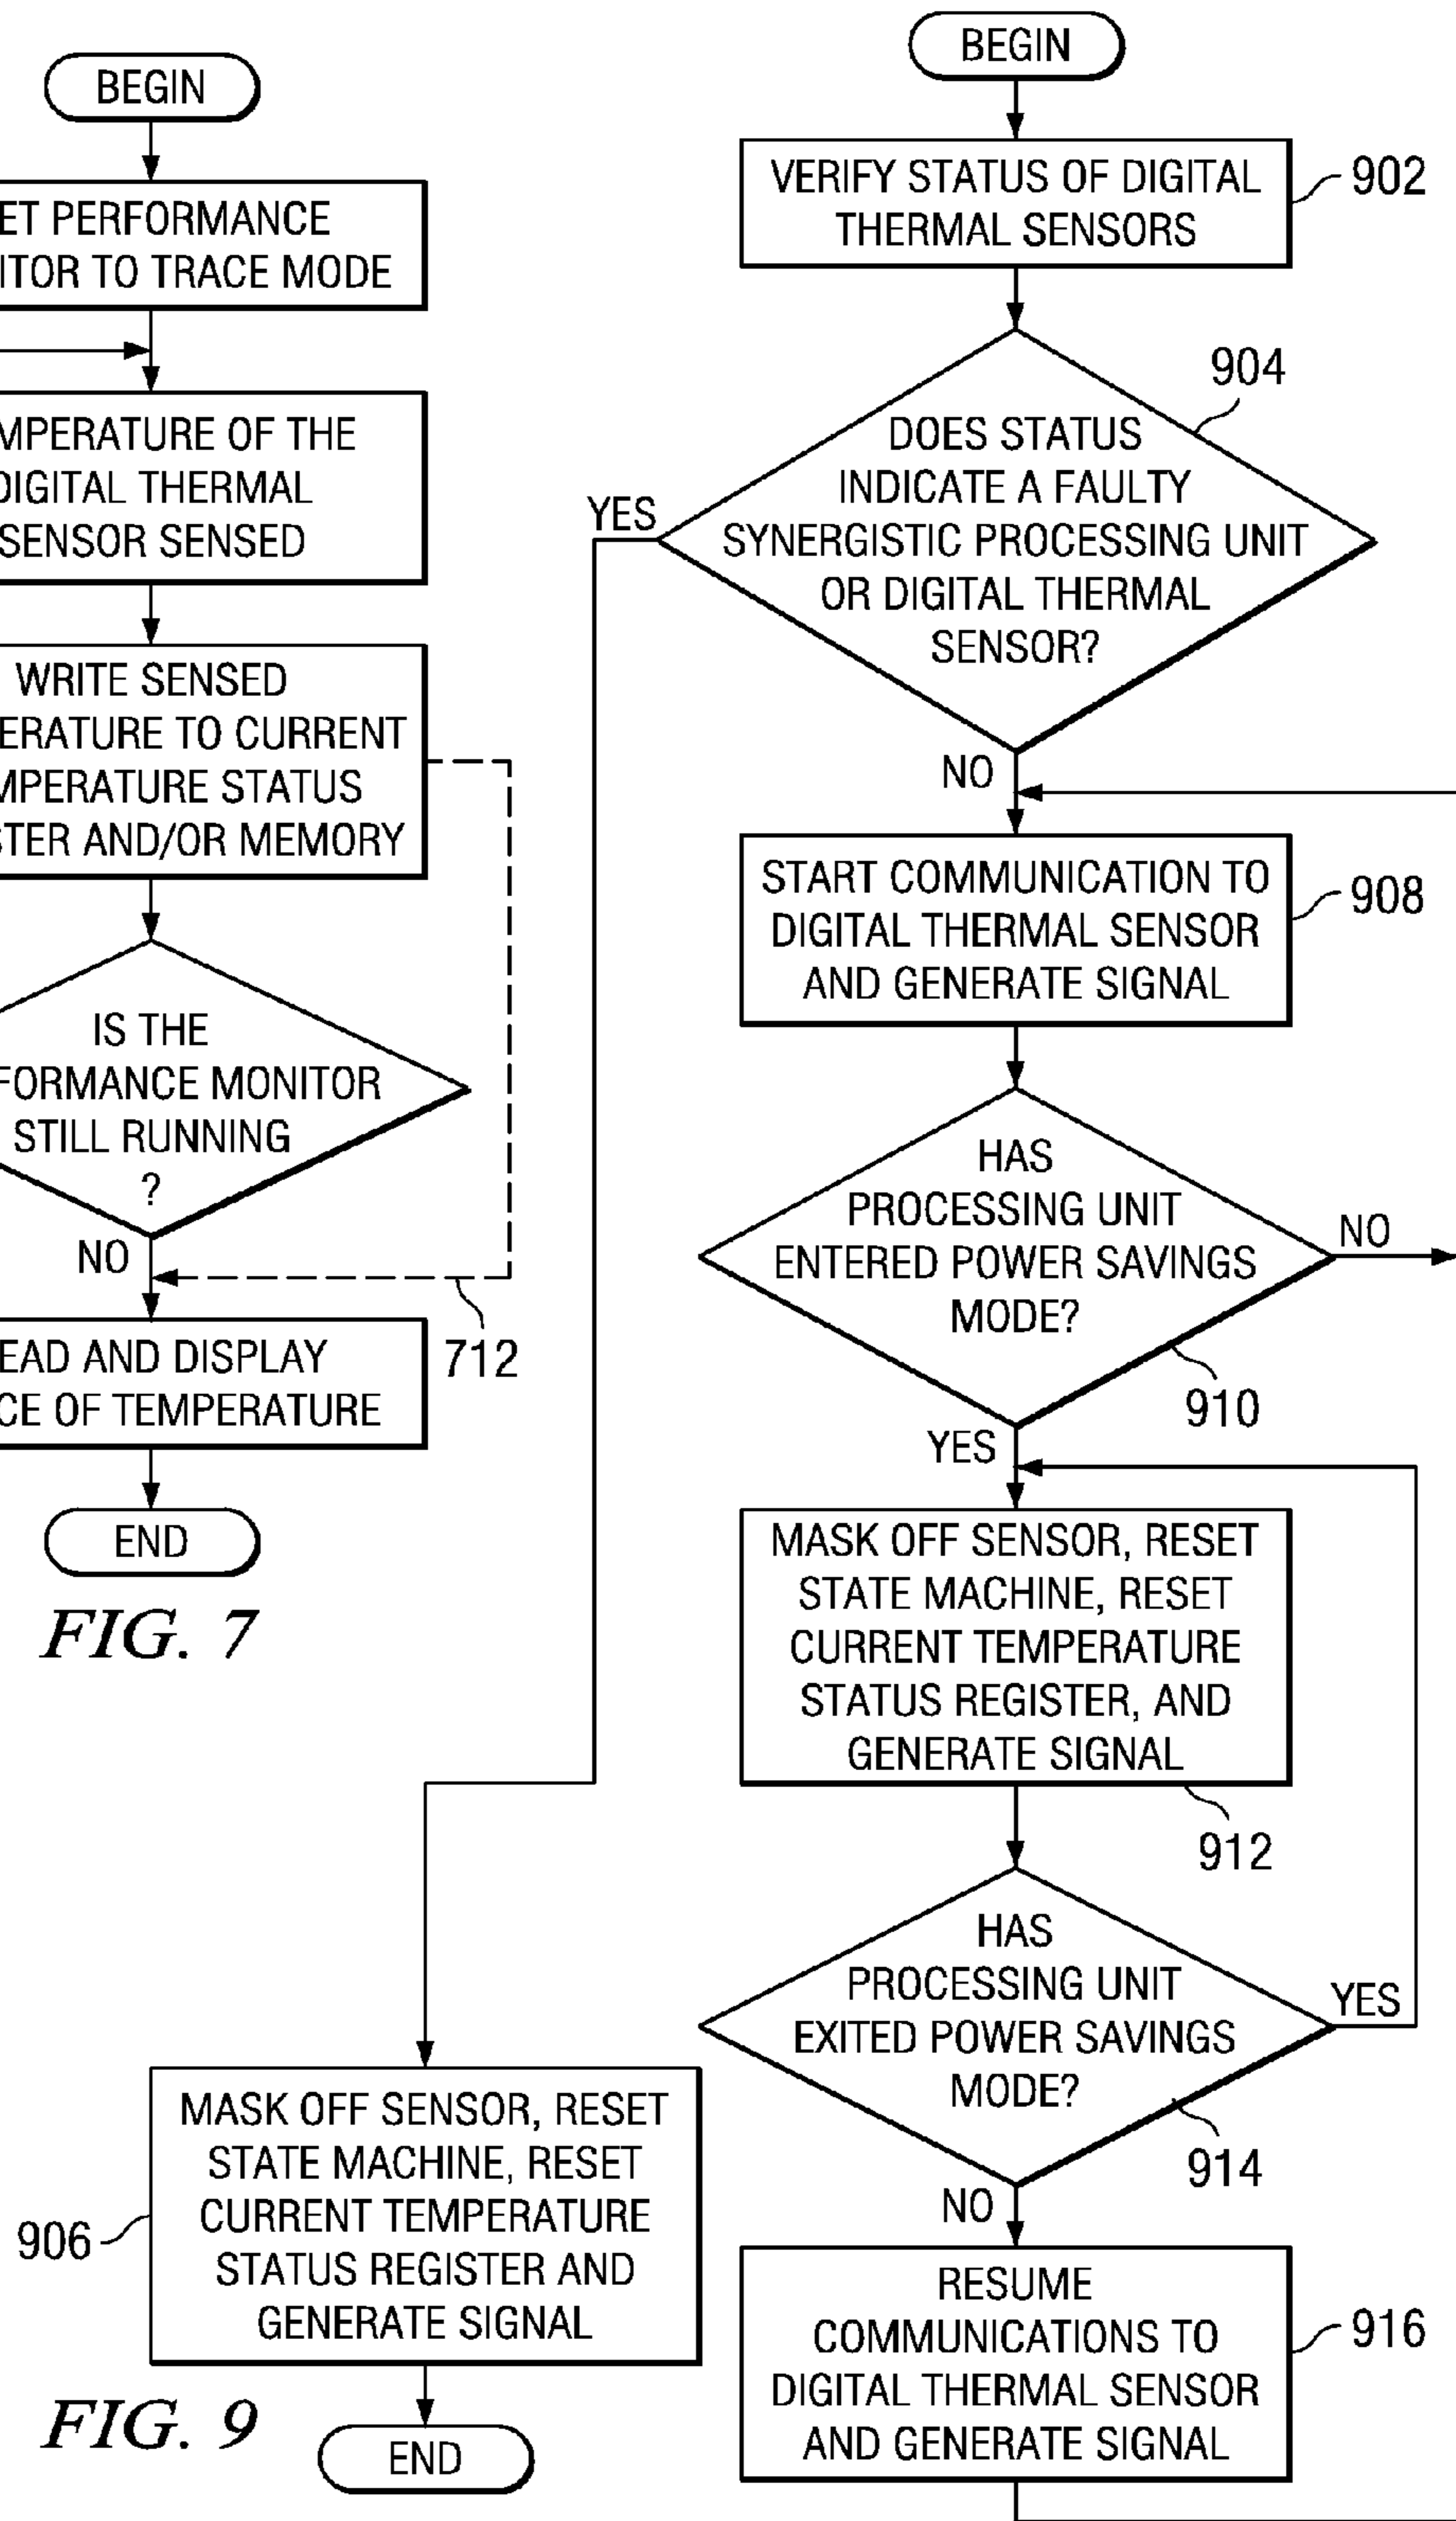 BEGIN
ET PERFORMANCE
ITOR TO TRACE MODE
MPERATURE OF THE
DIGITAL THERMAL
SENSOR SENSED
WRITE SENSED
ERATURE TO CURRENT
MPERATURE STATUS
STER AND/OR MEMORY
IS THE
FORMANCE MONITOR
STILL RUNNING
?
NO
712
EAD AND DISPLAY
CE OF TEMPERATURE
END
FIG. 7
BEGIN
VERIFY STATUS OF DIGITAL
THERMAL SENSORS
902
904
DOES STATUS
INDICATE A FAULTY
SYNERGISTIC PROCESSING UNIT
OR DIGITAL THERMAL
SENSOR?
YES
NO
START COMMUNICATION TO
DIGITAL THERMAL SENSOR
AND GENERATE SIGNAL
908
HAS
PROCESSING UNIT
ENTERED POWER SAVINGS
MODE?
NO
910
YES
MASK OFF SENSOR, RESET
STATE MACHINE, RESET
CURRENT TEMPERATURE
STATUS REGISTER, AND
GENERATE SIGNAL
912
HAS
PROCESSING UNIT
EXITED POWER SAVINGS
MODE?
YES
914
NO
RESUME
COMMUNICATIONS TO
DIGITAL THERMAL SENSOR
AND GENERATE SIGNAL
916
MASK OFF SENSOR, RESET
STATE MACHINE, RESET
CURRENT TEMPERATURE
STATUS REGISTER AND
GENERATE SIGNAL
906
END
FIG. 9